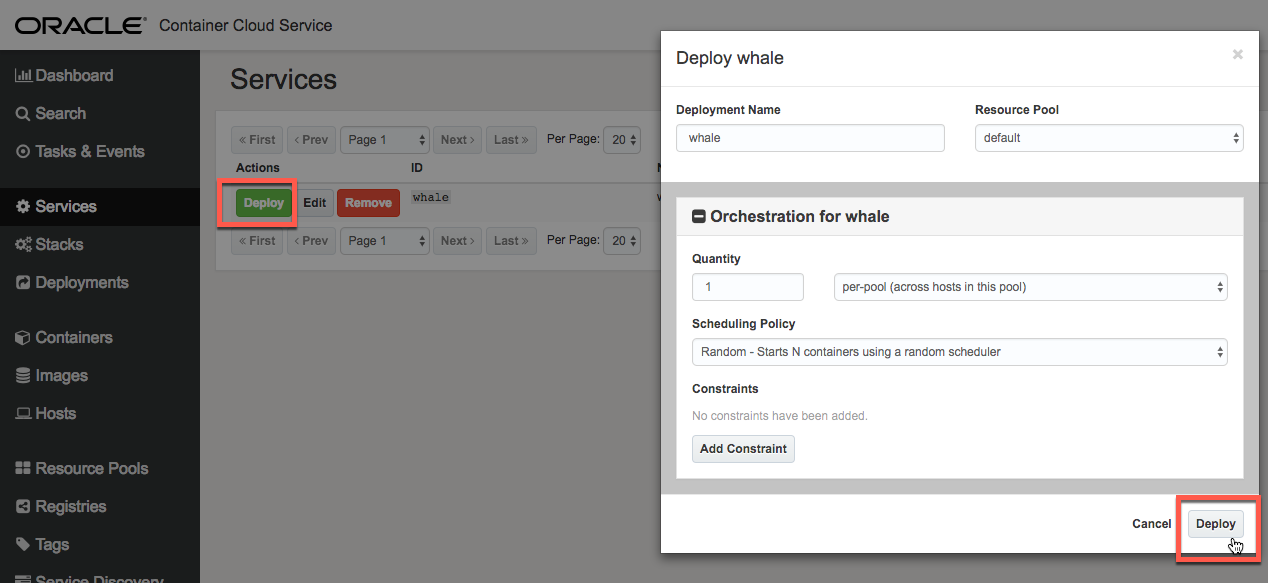 ORACLE® Container Cloud Service
Dashboard
Search
Tasks & Events
Services
Stacks
Deployments
Containers
Images
Hosts
Resource Pools
Registries
Tags
Service Discovery
Services
« First ‹ Prev Page 1 Next › Last » Per Page: 20
Actions ID
Deploy Edit Remove whale
« First ‹ Prev Page 1 Next › Last » Per Page: 20
Deploy whale ×
Deployment Name Resource Pool
whale default
Orchestration for whale
Quantity
1 per-pool (across hosts in this pool)
Scheduling Policy
Random - Starts N containers using a random scheduler
Constraints
No constraints have been added.
Add Constraint
Cancel Deploy